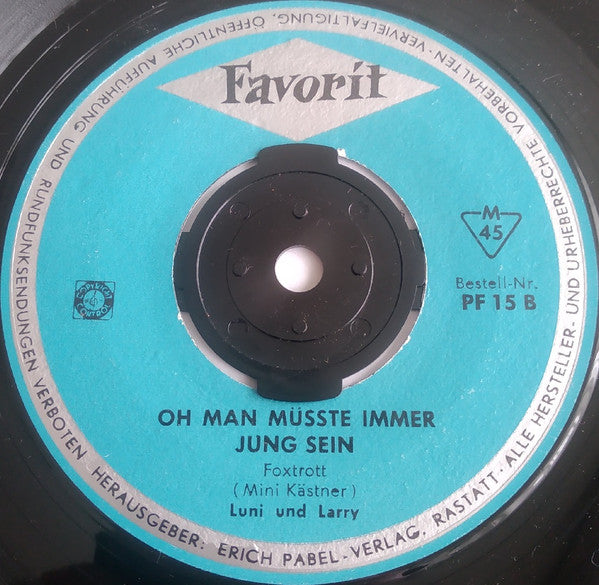 Favorit
M
45
Bestell-Nr.
PF 15 B
OH MAN MÜSSTE IMMER
JUNG SEIN
Foxtrott
(Mini Kästner)
Luni und Larry
HERAUSGEBER: ERICH PABEL-VERLAG, RASTATT · ALLE HERSTELLER- UND URHEBERRECHTE VORBEHALTEN · VERVIELFÄLTIGUNG, ÖFFENTLICHE AUFFÜHRUNG UND RUNDFUNKSENDUNGEN VERBOTEN